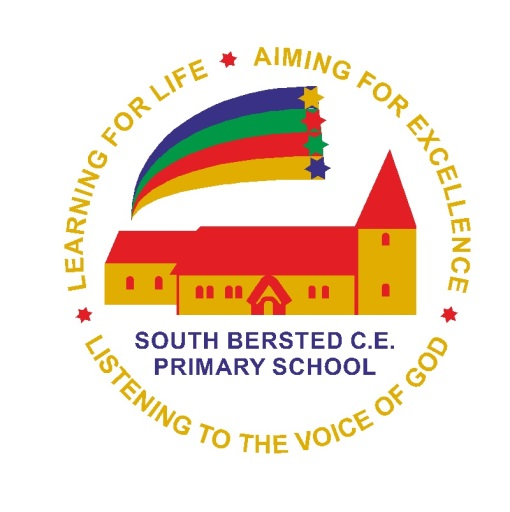 LEARNING FOR LIFE
AIMING FOR EXCELLENCE
SOUTH BERSTED C.E.
PRIMARY SCHOOL
LISTENING TO THE VOICE OF GOD